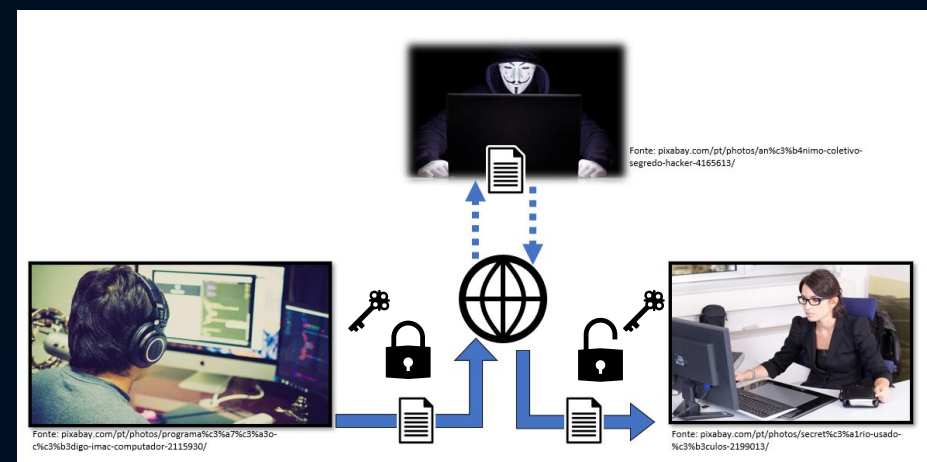 Fonte: pixabay.com/pt/photos/an%c3%b4nimo-coletivo-
segredo-hacker-4165613/
Fonte: pixabay.com/pt/photos/programa%c3%a7%c3%a3o-
c%c3%b3digo-imac-computador-2115930/
Fonte: pixabay.com/pt/photos/secret%c3%a1rio-usado-
%c3%b3culos-2199013/